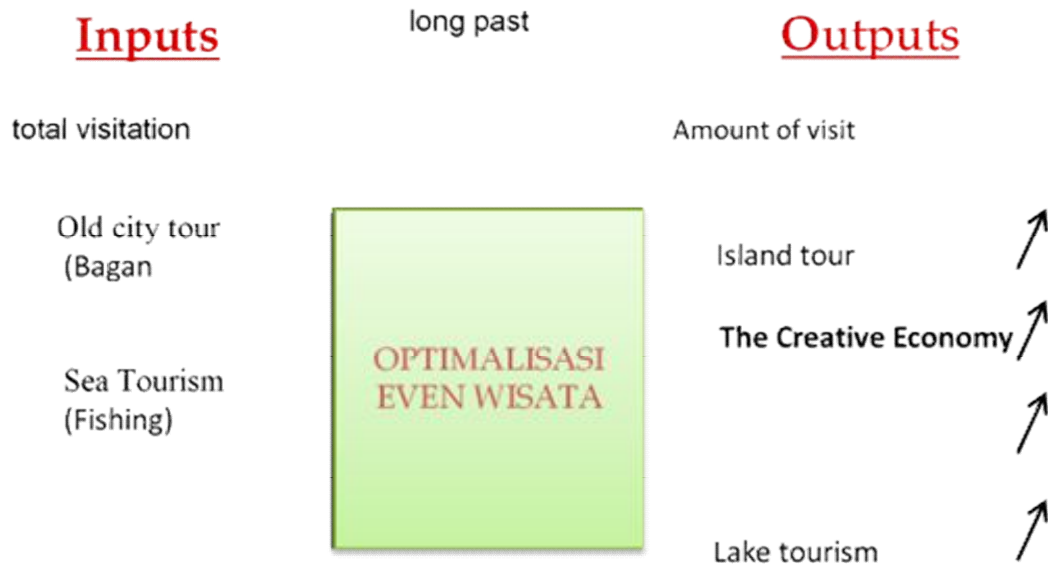 Inputs
long past
Outputs
total visitation
Amount of visit
Old city tour
(Bagan
Island tour
The Creative Economy
OPTIMALISASI
EVEN WISATA
Sea Tourism
(Fishing)
Lake tourism